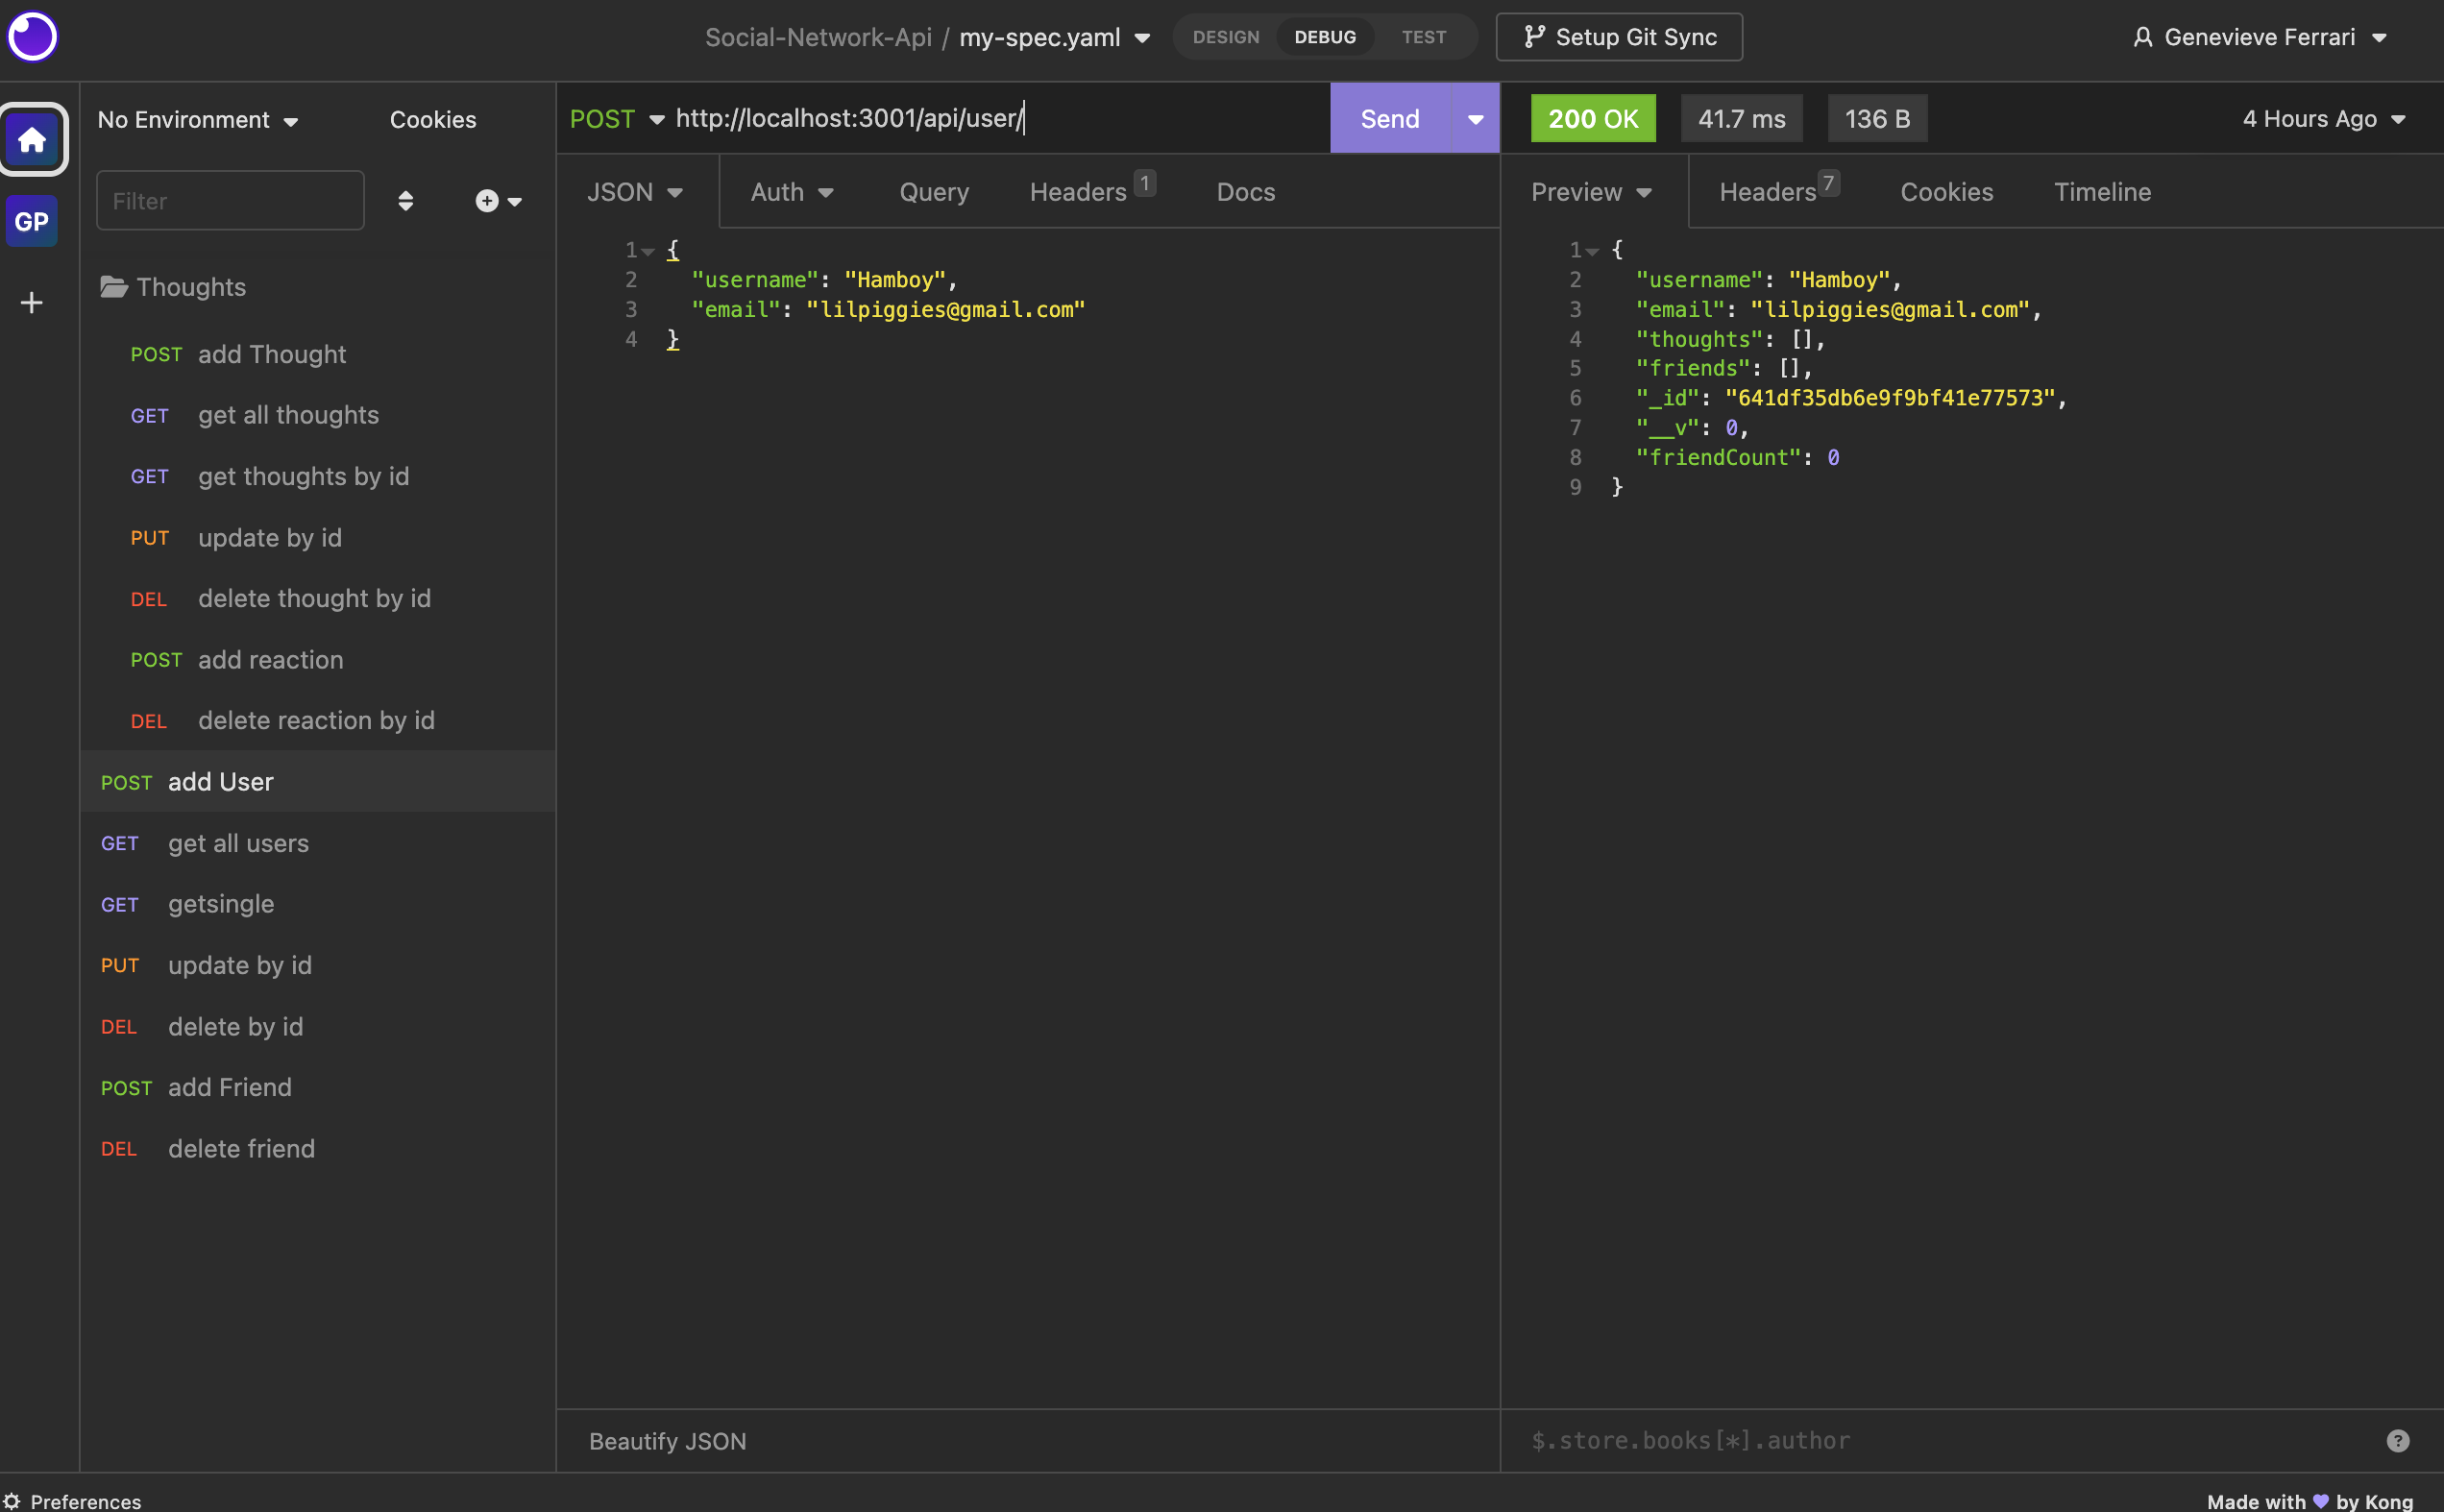 Social-Network-Api / my-spec.yaml
DESIGN DEBUG TEST
Setup Git Sync
Genevieve Ferrari
GP
No Environment
Cookies
Filter
Thoughts
POST add Thought
GET get all thoughts
GET get thoughts by id
PUT update by id
DEL delete thought by id
POST add reaction
DEL delete reaction by id
POST add User
GET get all users
GET getsingle
PUT update by id
DEL delete by id
POST add Friend
DEL delete friend
POST http://localhost:3001/api/user/
Send
JSON Auth Query Headers 1 Docs
1 {
2 "username": "Hamboy",
3 "email": "lilpiggies@gmail.com"
4 }
Beautify JSON
200 OK 41.7 ms 136 B 4 Hours Ago
Preview Headers 7 Cookies Timeline
1 {
2 "username": "Hamboy",
3 "email": "lilpiggies@gmail.com",
4 "thoughts": [],
5 "friends": [],
6 "_id": "641df35db6e9f9bf41e77573",
7 "__v": 0,
8 "friendCount": 0
9 }
$.store.books[*].author
?
Preferences
Made with 💜 by Kong